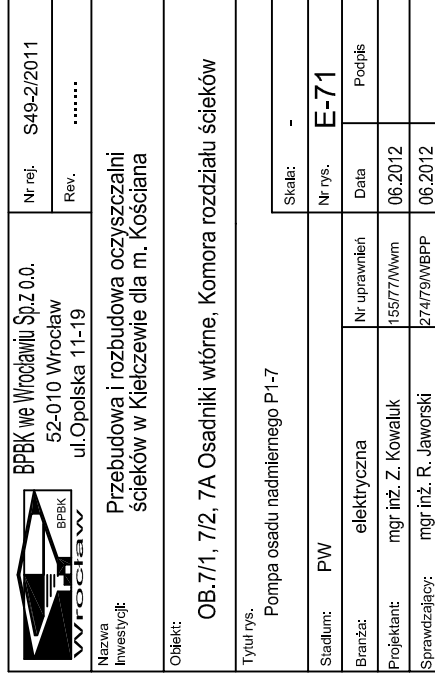 BPBK
Wrocław
BPBK we Wrocławiu Sp.z o.o.
52-010 Wrocław
ul.Opolska 11-19
Nr rej. S49-2/2011
Rev. .......
Nazwa
Inwestycji:
Przebudowa i rozbudowa oczyszczalni
ścieków w Kiełczewie dla m. Kościana
Obiekt:
OB.7/1, 7/2, 7A Osadniki wtórne, Komora rozdziału ścieków
Tytuł rys.
Pompa osadu nadmiernego P1-7
Skala: -
Stadium: PW
Nr rys. E-71
Branża: elektryczna Nr uprawnień Data Podpis
Projektant: mgr inż. Z. Kowaluk 155/77/Wwm 06.2012
Sprawdzający: mgr inż. R. Jaworski 274/79/WBPP 06.2012